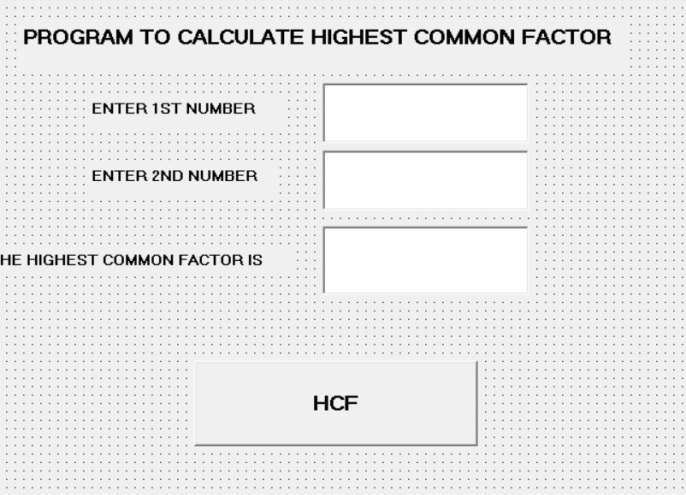 PROGRAM TO CALCULATE HIGHEST COMMON FACTOR
ENTER 1ST NUMBER
ENTER 2ND NUMBER
HE HIGHEST COMMON FACTOR IS
HCF